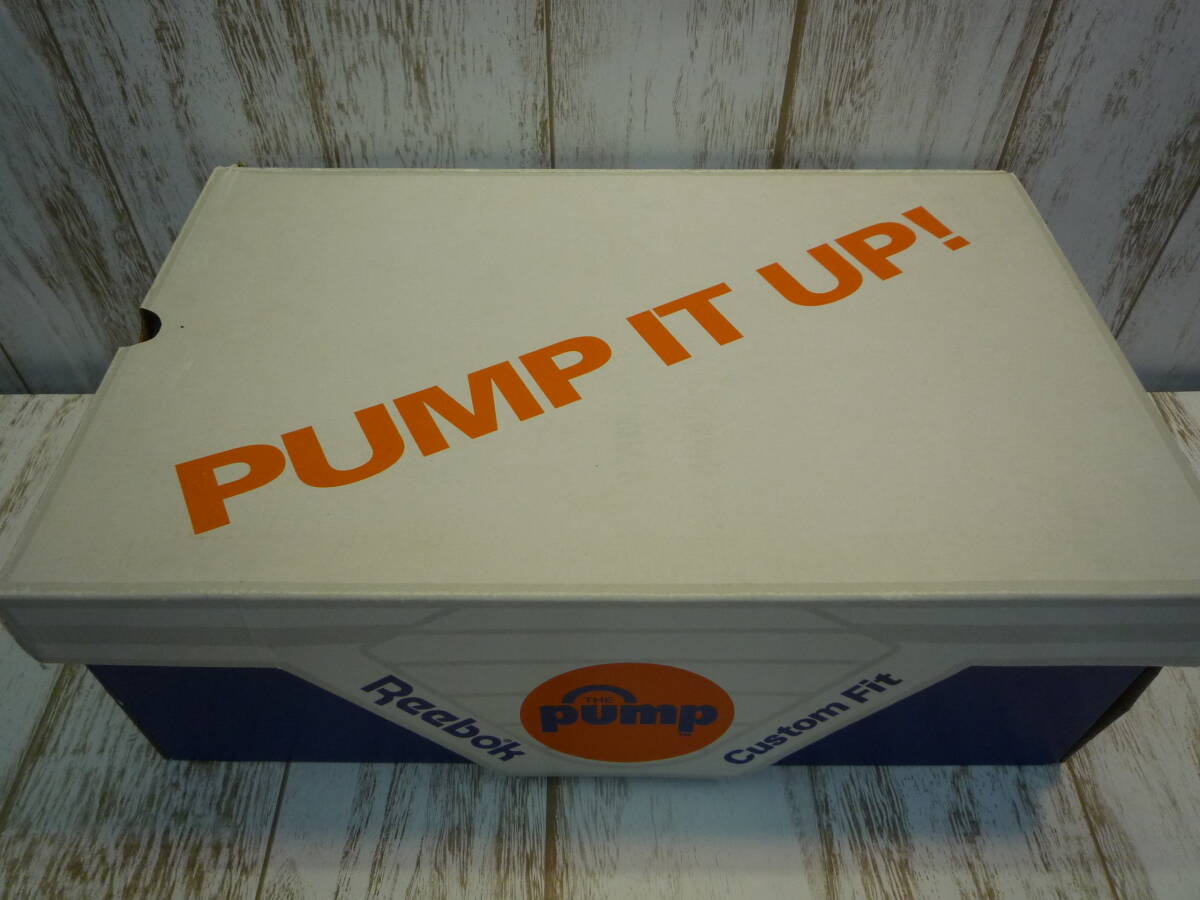 PUMP IT UP!
Reebok
THE
pump
Custom Fit